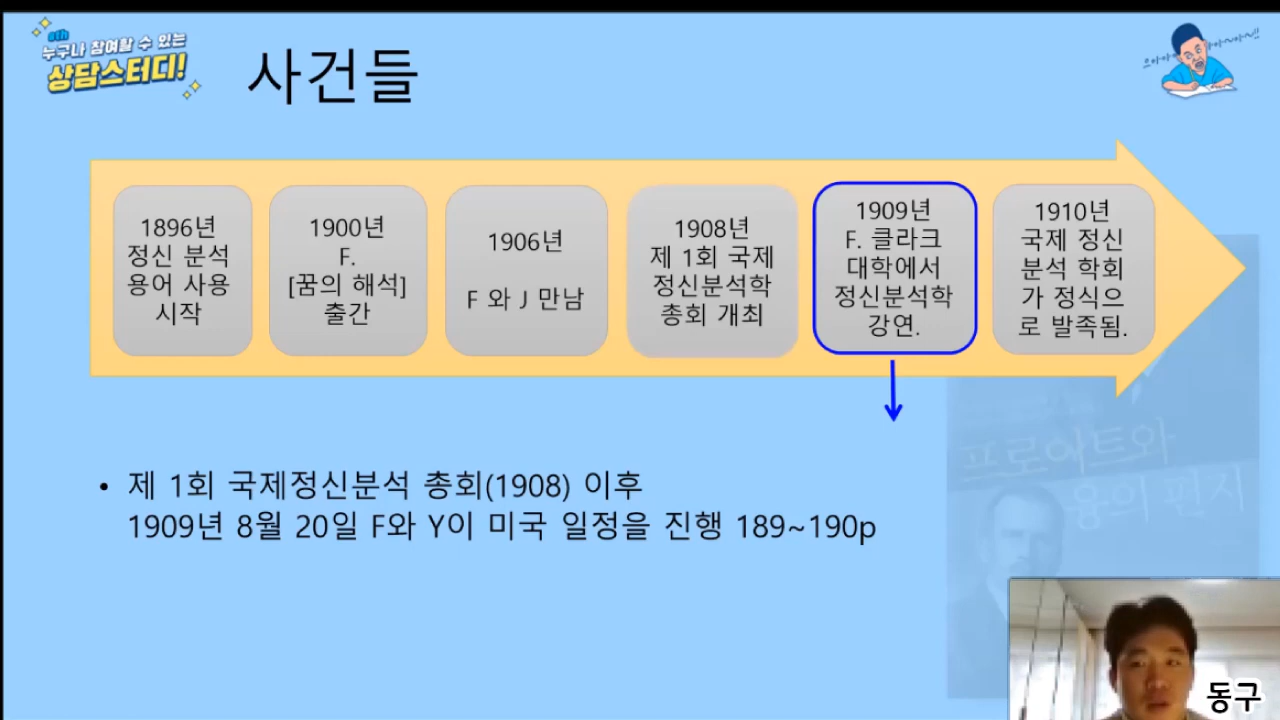 8th
누구나 참여할 수 있는
상담스터디!
사건들
으아아아아~아~!!
1896년
정신 분석
용어 사용
시작
1900년
F.
[꿈의 해석]
출간
1906년
F 와 J 만남
1908년
제 1회 국제
정신분석학
총회 개최
1909년
F. 클라크
대학에서
정신분석학
강연.
1910년
국제 정신
분석 학회
가 정식으
로 발족됨.
• 제 1회 국제정신분석 총회(1908) 이후
1909년 8월 20일 F와 Y이 미국 일정을 진행 189~190p
프로이트와
융의 편지
동구